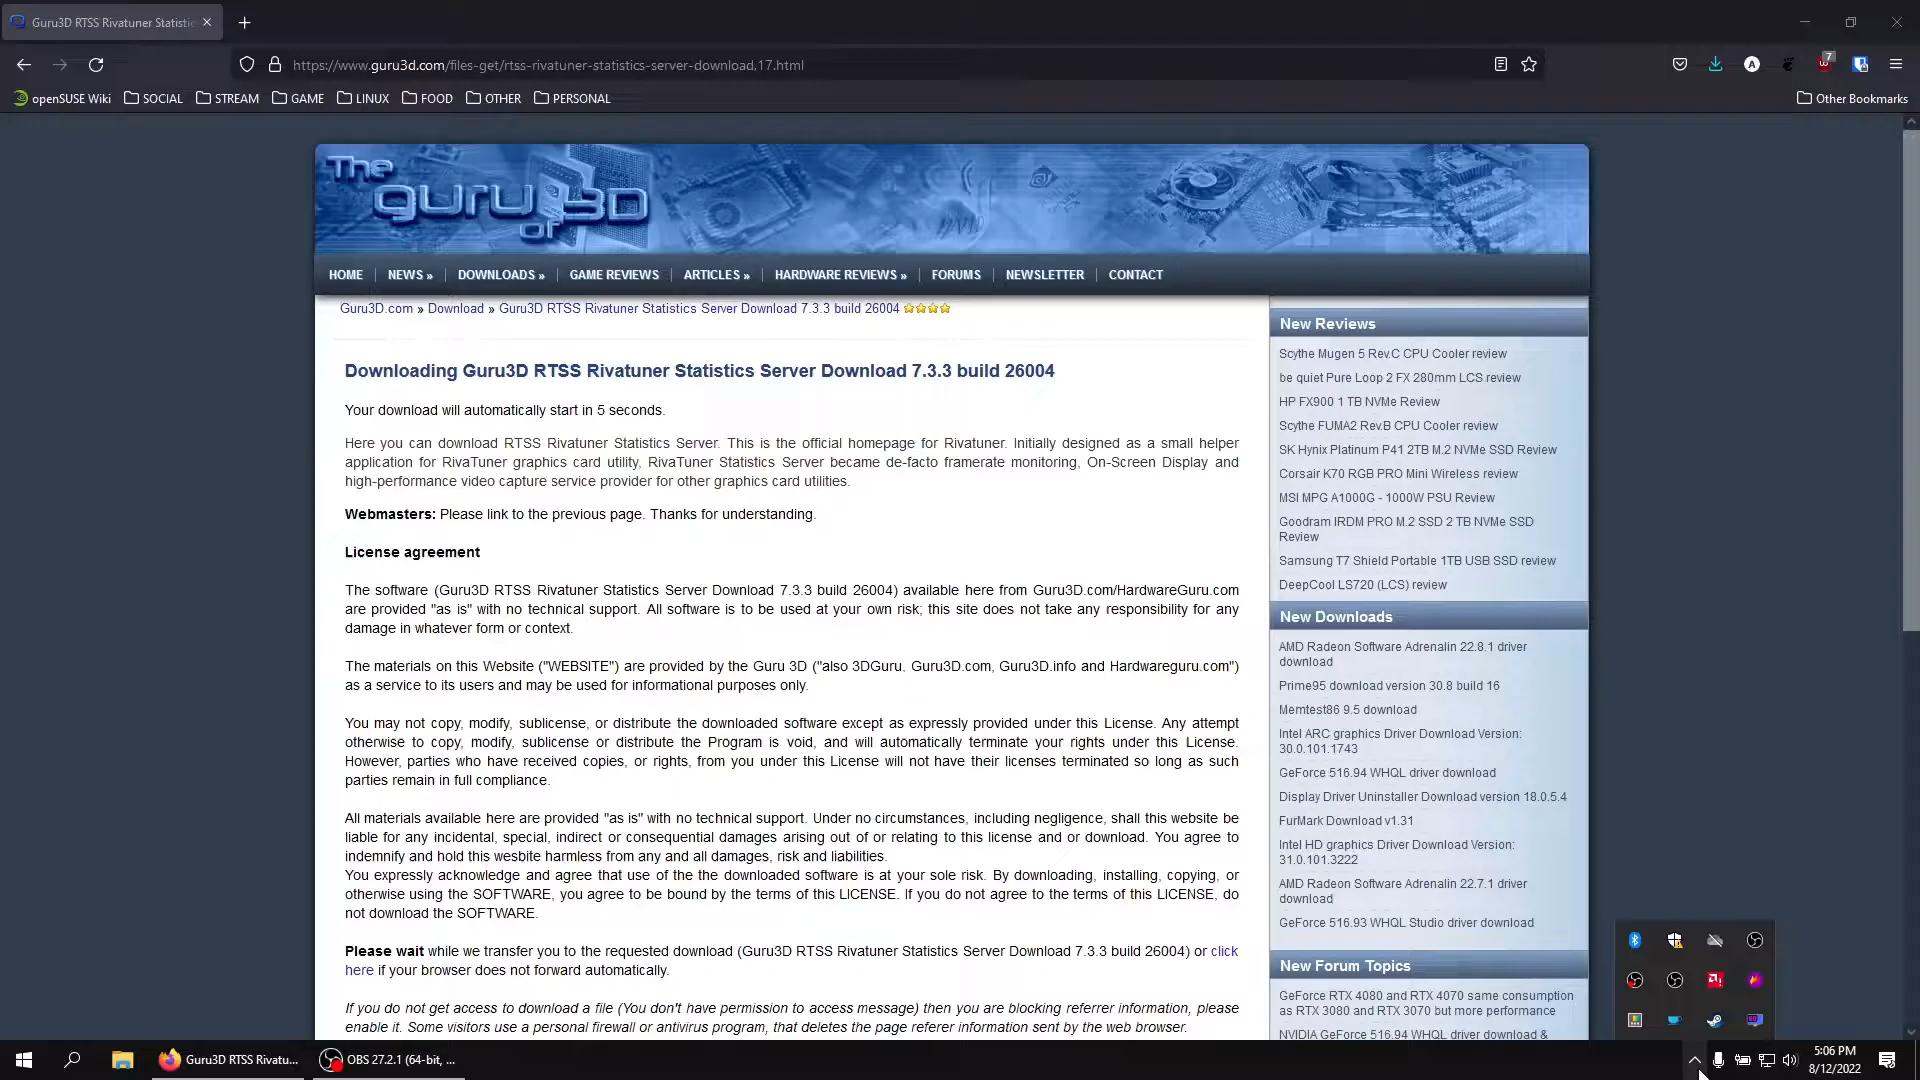 Guru3D RTSS Rivatuner Statistic
https://www.guru3d.com/files-get/rtss-rivatuner-statistics-server-download,17.html
7
openSUSE Wiki SOCIAL STREAM GAME LINUX FOOD OTHER PERSONAL Other Bookmarks
The
guru 3D
of
HOME NEWS » DOWNLOADS » GAME REVIEWS ARTICLES » HARDWARE REVIEWS » FORUMS NEWSLETTER CONTACT
Guru3D.com » Download » Guru3D RTSS Rivatuner Statistics Server Download 7.3.3 build 26004
Downloading Guru3D RTSS Rivatuner Statistics Server Download 7.3.3 build 26004
Your download will automatically start in 5 seconds.
Here you can download RTSS Rivatuner Statistics Server. This is the official homepage for Rivatuner. Initially designed as a small helper
application for RivaTuner graphics card utility, RivaTuner Statistics Server became de-facto framerate monitoring, On-Screen Display and
high-performance video capture service provider for other graphics card utilities.
Webmasters: Please link to the previous page. Thanks for understanding.
License agreement
The software (Guru3D RTSS Rivatuner Statistics Server Download 7.3.3 build 26004) available here from Guru3D.com/HardwareGuru.com
are provided "as is" with no technical support. All software is to be used at your own risk; this site does not take any responsibility for any
damage in whatever form or context.
The materials on this Website ("WEBSITE") are provided by the Guru 3D ("also 3DGuru, Guru3D.com, Guru3D.info and Hardwareguru.com")
as a service to its users and may be used for informational purposes only.
You may not copy, modify, sublicense, or distribute the downloaded software except as expressly provided under this License. Any attempt
otherwise to copy, modify, sublicense or distribute the Program is void, and will automatically terminate your rights under this License.
However, parties who have received copies, or rights, from you under this License will not have their licenses terminated so long as such
parties remain in full compliance.
All materials available here are provided "as is" with no technical support. Under no circumstances, including negligence, shall this website be
liable for any incidental, special, indirect or consequential damages arising out of or relating to this license and or download. You agree to
indemnify and hold this wesbite harmless from any and all damages, risk and liabilities.
You expressly acknowledge and agree that use of the the downloaded software is at your sole risk. By downloading, installing, copying, or
otherwise using the SOFTWARE, you agree to be bound by the terms of this LICENSE. If you do not agree to the terms of this LICENSE, do
not download the SOFTWARE.
Please wait while we transfer you to the requested download (Guru3D RTSS Rivatuner Statistics Server Download 7.3.3 build 26004) or click
here if your browser does not forward automatically.
If you do not get access to download a file (You don't have permission to access message) then you are blocking referrer information, please
enable it. Some visitors use a personal firewall or antivirus program, that deletes the page referer information sent by the web browser.
New Reviews
Scythe Mugen 5 Rev.C CPU Cooler review
be quiet Pure Loop 2 FX 280mm LCS review
HP FX900 1 TB NVMe Review
Scythe FUMA2 Rev.B CPU Cooler review
SK Hynix Platinum P41 2TB M.2 NVMe SSD Review
Corsair K70 RGB PRO Mini Wireless review
MSI MPG A1000G - 1000W PSU Review
Goodram IRDM PRO M.2 SSD 2 TB NVMe SSD
Review
Samsung T7 Shield Portable 1TB USB SSD review
DeepCool LS720 (LCS) review
New Downloads
AMD Radeon Software Adrenalin 22.8.1 driver
download
Prime95 download version 30.8 build 16
Memtest86 9.5 download
Intel ARC graphics Driver Download Version:
30.0.101.1743
GeForce 516.94 WHQL driver download
Display Driver Uninstaller Download version 18.0.5.4
FurMark Download v1.31
Intel HD graphics Driver Download Version:
31.0.101.3222
AMD Radeon Software Adrenalin 22.7.1 driver
download
GeForce 516.93 WHQL Studio driver download
New Forum Topics
GeForce RTX 4080 and RTX 4070 same consumption
as RTX 3080 and RTX 3070 but more performance
NVIDIA GeForce 516.94 WHQL driver download &
Guru3D RTSS Rivatu... OBS 27.2.1 (64-bit, ...
5:06 PM
8/12/2022